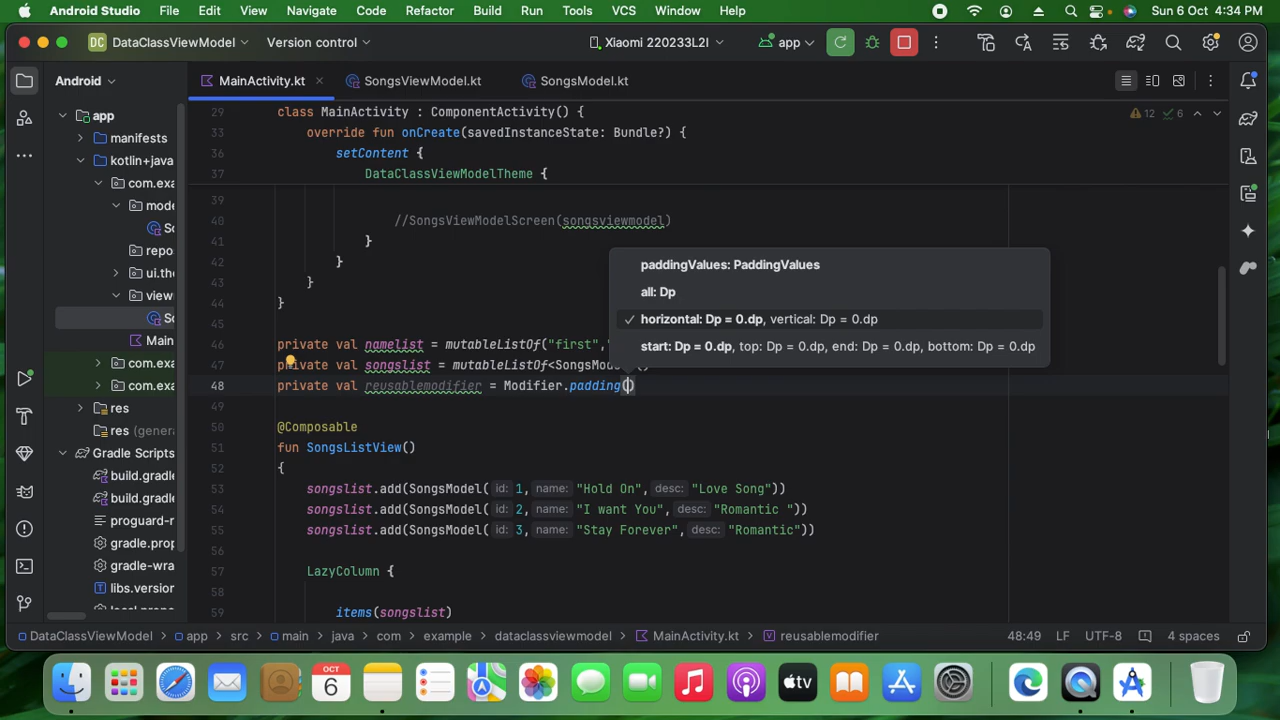 Android Studio File Edit View Navigate Code Refactor Build Run Tools VCS Window Help Sun 6 Oct 4:34 PM
DC DataClassViewModel Version control Xiaomi 220233L2I app
Android MainActivity.kt SongsViewModel.kt SongsModel.kt
app
manifests
kotlin+java
com.exa
mod
So
repo
ui.the
view
So
Main
com.exa
com.exa
res
res (genera
Gradle Scripts
build.gradle
build.gradle
proguard-r
gradle.prop
gradle-wra
libs.version
local.proper
12 6
29 class MainActivity : ComponentActivity() {
33 override fun onCreate(savedInstanceState: Bundle?) {
36 setContent {
37 DataClassViewModelTheme {
39
40 //SongsViewModelScreen(songsviewmodel)
41 }
42 }
43 }
44 }
45
paddingValues: PaddingValues
all: Dp
✓ horizontal: Dp = 0.dp, vertical: Dp = 0.dp
start: Dp = 0.dp, top: Dp = 0.dp, end: Dp = 0.dp, bottom: Dp = 0.dp
46 private val namelist = mutableListOf("first","
47 private val songslist = mutableListOf<SongsMod
48 private val reusablemodifier = Modifier.padding()
50 @Composable
51 fun SongsListView()
52 {
53 songslist.add(SongsModel( id: 1, name: "Hold On", desc: "Love Song"))
54 songslist.add(SongsModel( id: 2, name: "I want You", desc: "Romantic "))
55 songslist.add(SongsModel( id: 3, name: "Stay Forever", desc: "Romantic"))
56
57 LazyColumn {
58
59 items(songslist)
DataClassViewModel > app > src > main > java > com > example > dataclassviewmodel > MainActivity.kt > reusablemodifier 48:49 LF UTF-8 4 spaces
OCT
6
tv